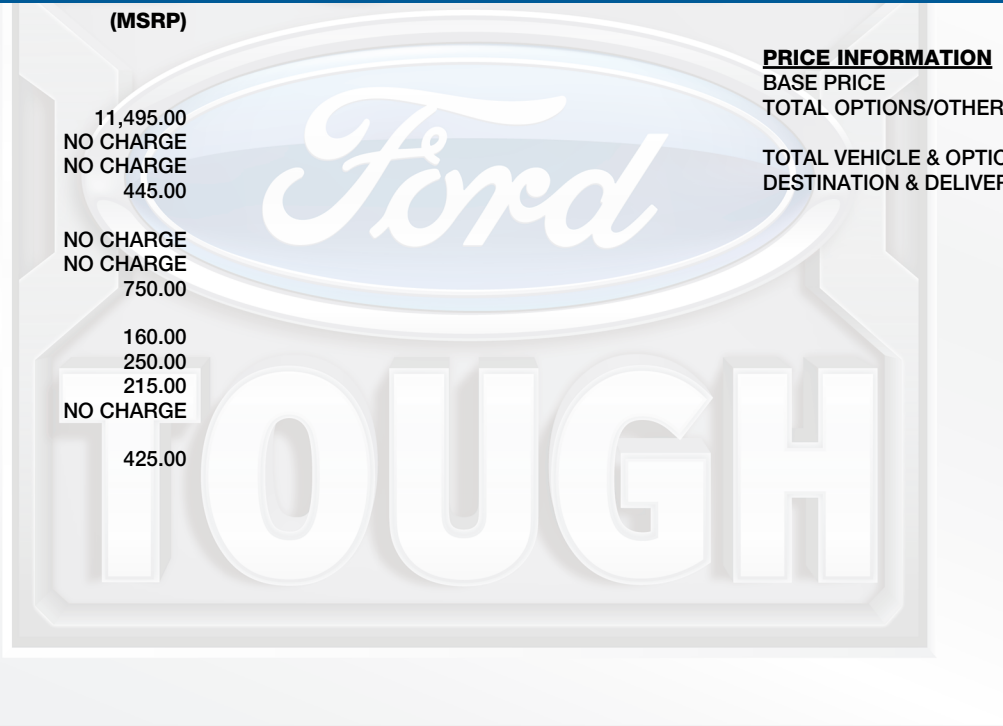 (MSRP)
11,495.00
NO CHARGE
NO CHARGE
445.00
NO CHARGE
NO CHARGE
750.00
160.00
250.00
215.00
NO CHARGE
425.00
PRICE INFORMATION
BASE PRICE
TOTAL OPTIONS/OTHER
TOTAL VEHICLE & OPTIO
DESTINATION & DELIVER
Ford
TOUGH